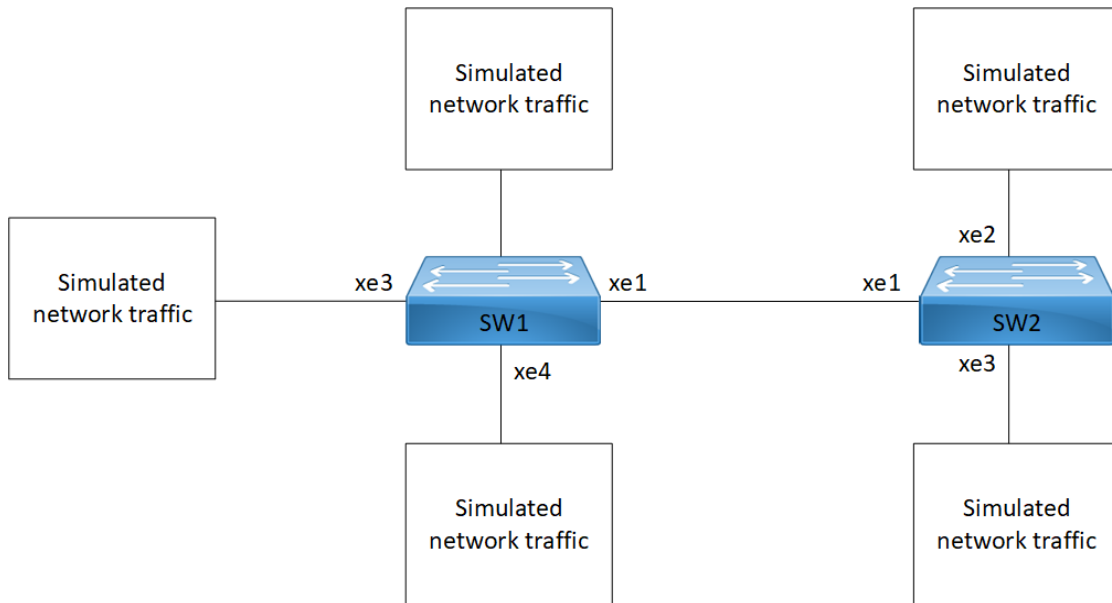 Simulated
network traffic
Simulated
network traffic
xe2
Simulated
network traffic
xe3
xe1
xe1
SW1
SW2
xe4
xe3
Simulated
network traffic
Simulated
network traffic